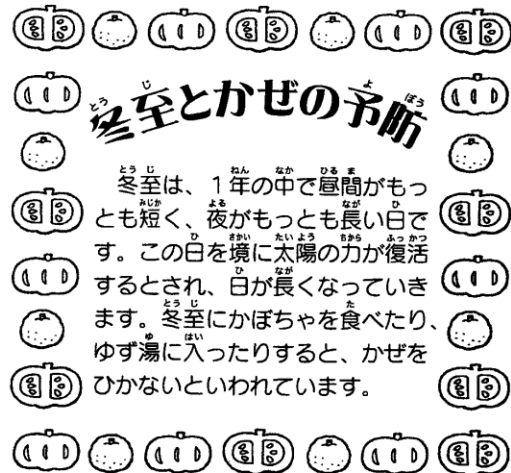 冬至とかぜの予防
冬至は、1年の中で昼間がもっ
とも短く、夜がもっとも長い日で
す。この日を境に太陽の力が復活
するとされ、日が長くなっていき
ます。冬至にかぼちゃを食べたり、
ゆず湯に入ったりすると、かぜを
ひかないといわれています。